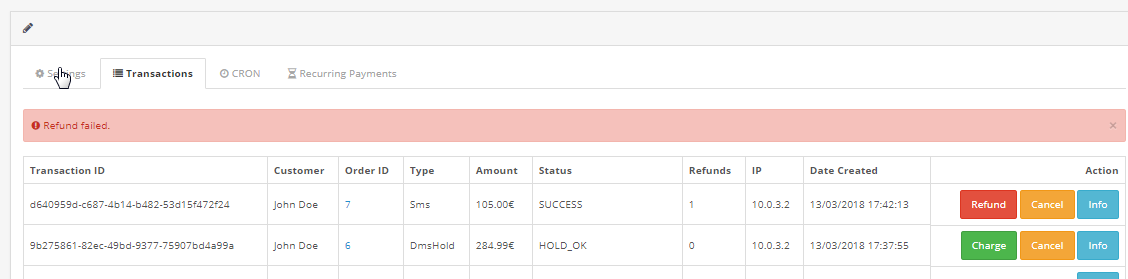 Settings Transactions CRON Recurring Payments
Refund failed. ×
Transaction ID Customer Order ID Type Amount Status Refunds IP Date Created Action
d640959d-c687-4b14-b482-53d15f472f24 John Doe 7 Sms 105.00€ SUCCESS 1 10.0.3.2 13/03/2018 17:42:13 Refund Cancel Info
9b275861-82ec-49bd-9377-75907bd4a99a John Doe 6 DmsHold 284.99€ HOLD_OK 0 10.0.3.2 13/03/2018 17:37:55 Charge Cancel Info